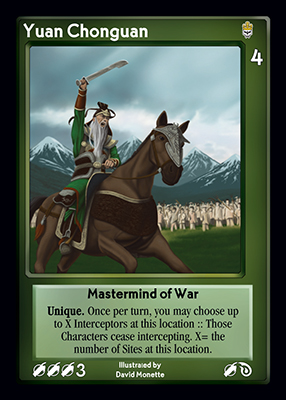 Yuan Chonguan
4
Mastermind of War
Unique. Once per turn, you may choose up
to X Interceptors at this location :: Those
Characters cease intercepting. X= the
number of Sites at this location.
3
Illustrated by
David Monette